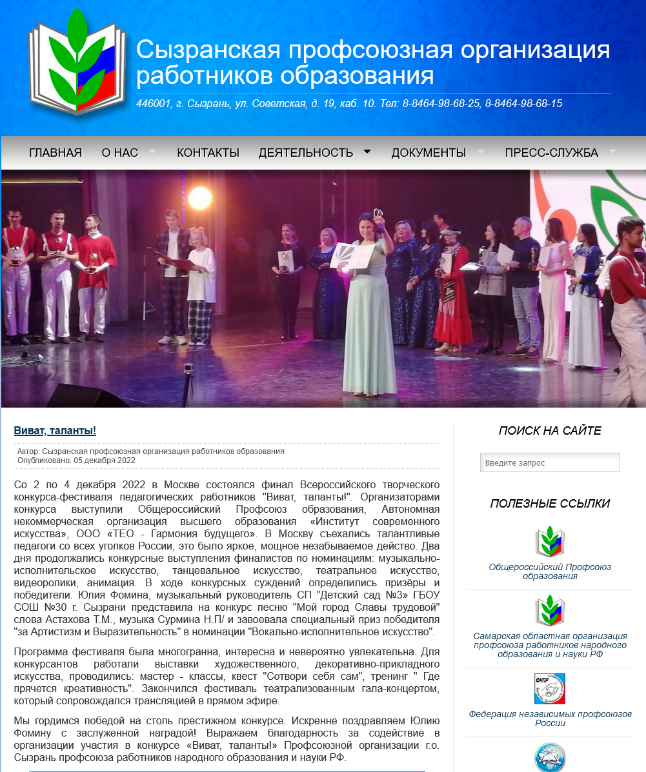 Сызранская профсоюзная организация
работников образования
446001, г. Сызрань, ул. Советская, д. 19, каб. 10. Тел: 8-8464-98-68-25, 8-8464-98-68-15
ГЛАВНАЯ О НАС КОНТАКТЫ ДЕЯТЕЛЬНОСТЬ ДОКУМЕНТЫ ПРЕСС-СЛУЖБА
Виват, таланты!
Автор: Сызранская профсоюзная организация работников образования
Опубликовано: 05 декабря 2022
Со 2 по 4 декабря 2022 в Москве состоялся финал Всероссийского творческого
конкурса-фестиваля педагогических работников "Виват, таланты!". Организаторами
конкурса выступили Общероссийский Профсоюз образования, Автономная
некоммерческая организация высшего образования «Институт современного
искусства», ООО «ТЕО - Гармония будущего». В Москву съехались талантливые
педагоги со всех уголков России, это было яркое, мощное незабываемое действо. Два
дня продолжались конкурсные выступления финалистов по номинациям: музыкально-
исполнительское искусство, танцевальное искусство, театральное искусство,
видеоролики, анимация. В ходе конкурсных суждений определились призёры и
победители. Юлия Фомина, музыкальный руководитель СП "Детский сад №3» ГБОУ
СОШ №30 г. Сызрани представила на конкурс песню "Мой город Славы трудовой"
слова Астахова Т.М., музыка Сурмина Н.П/ и завоевала специальный приз победителя
"за Артистизм и Выразительность" в номинации "Вокально-исполнительное искусство".
Программа фестиваля была многогранна, интересна и невероятно увлекательна. Для
конкурсантов работали выставки художественного, декоративно-прикладного
искусства, проводились: мастер - классы, квест "Сотвори себя сам", тренинг " Где
прячется креативность". Закончился фестиваль театрализованным гала-концертом,
который сопровождался трансляцией в прямом эфире.
Мы гордимся победой на столь престижном конкурсе. Искренне поздравляем Юлию
Фомину с заслуженной наградой! Выражаем благодарность за содействие в
организации участия в конкурсе «Виват, таланты!» Профсоюзной организации г.о.
Сызрань профсоюза работников народного образования и науки РФ.
ПОИСК НА САЙТЕ
Введите запрос
ПОЛЕЗНЫЕ ССЫЛКИ
Общероссийский Профсоюз
образования
Самарская областная организация
профсоюза работников народного
образования и науки РФ
ФНПР
Федерация независимых профсоюзов
России